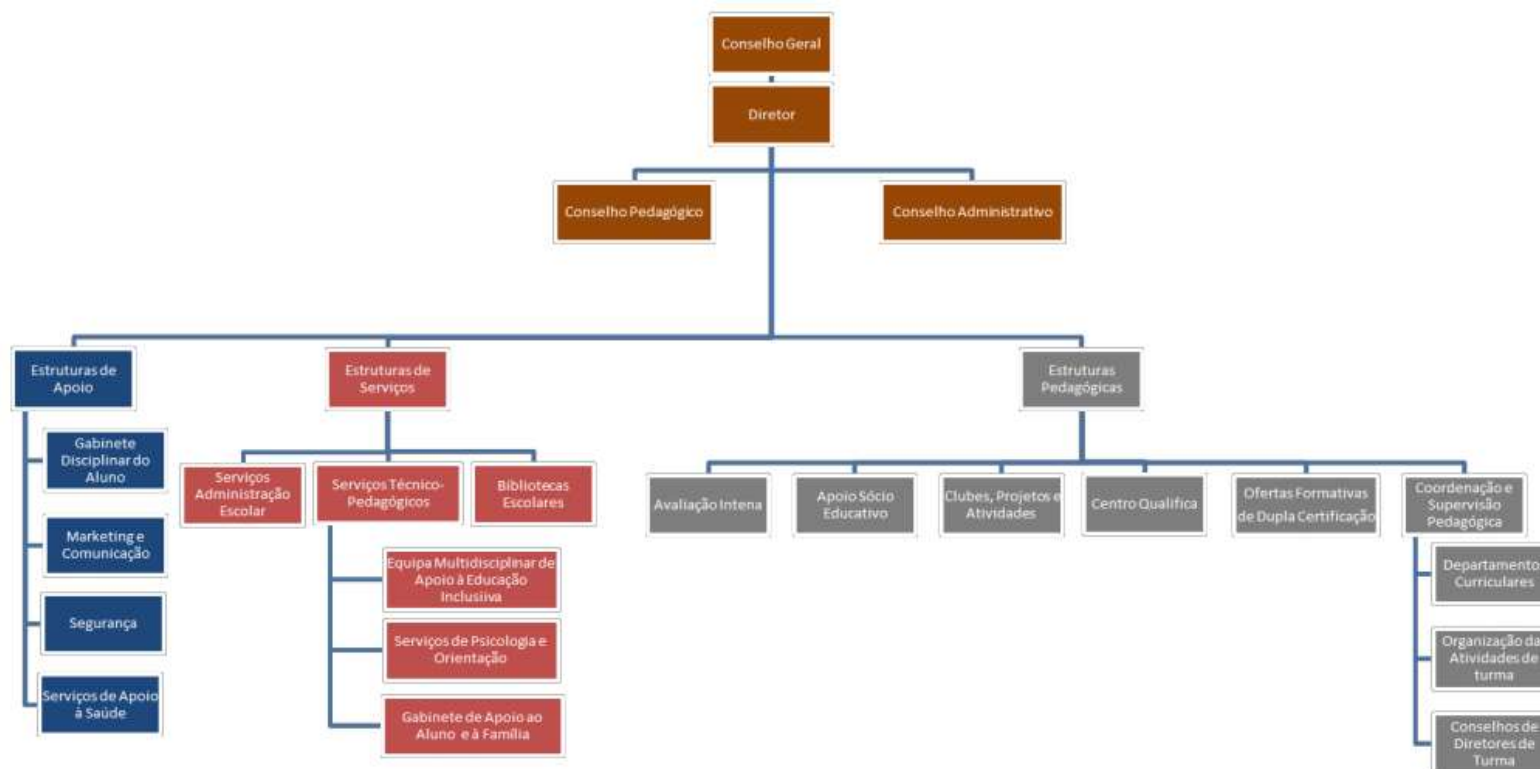 Conselho Geral
Diretor
Conselho Pedagógico
Conselho Administrativo
Estruturas de
Apoio
Estruturas de
Serviços
Estruturas
Pedagógicas
Gabinete
Disciplinar do
Aluno
Marketing e
Comunicação
Segurança
Serviços de Apoio
à Saúde
Serviços
Administração
Escolar
Serviços Técnico-
Pedagógicos
Bibliotecas
Escolares
Equipa Multidisciplinar de
Apoio à Educação
Inclusiiva
Serviços de Psicologia e
Orientação
Gabinete de Apoio ao
Aluno e à Família
Avaliação Intena
Apoio Sócio
Educativo
Clubes, Projetos e
Atividades
Centro Qualifica
Ofertas Formativas
de Dupla Certificação
Coordenação e
Supervisão
Pedagógica
Departamento
Curriculares
Organização da
Atividades de
turma
Conselhos de
Diretores de
Turma